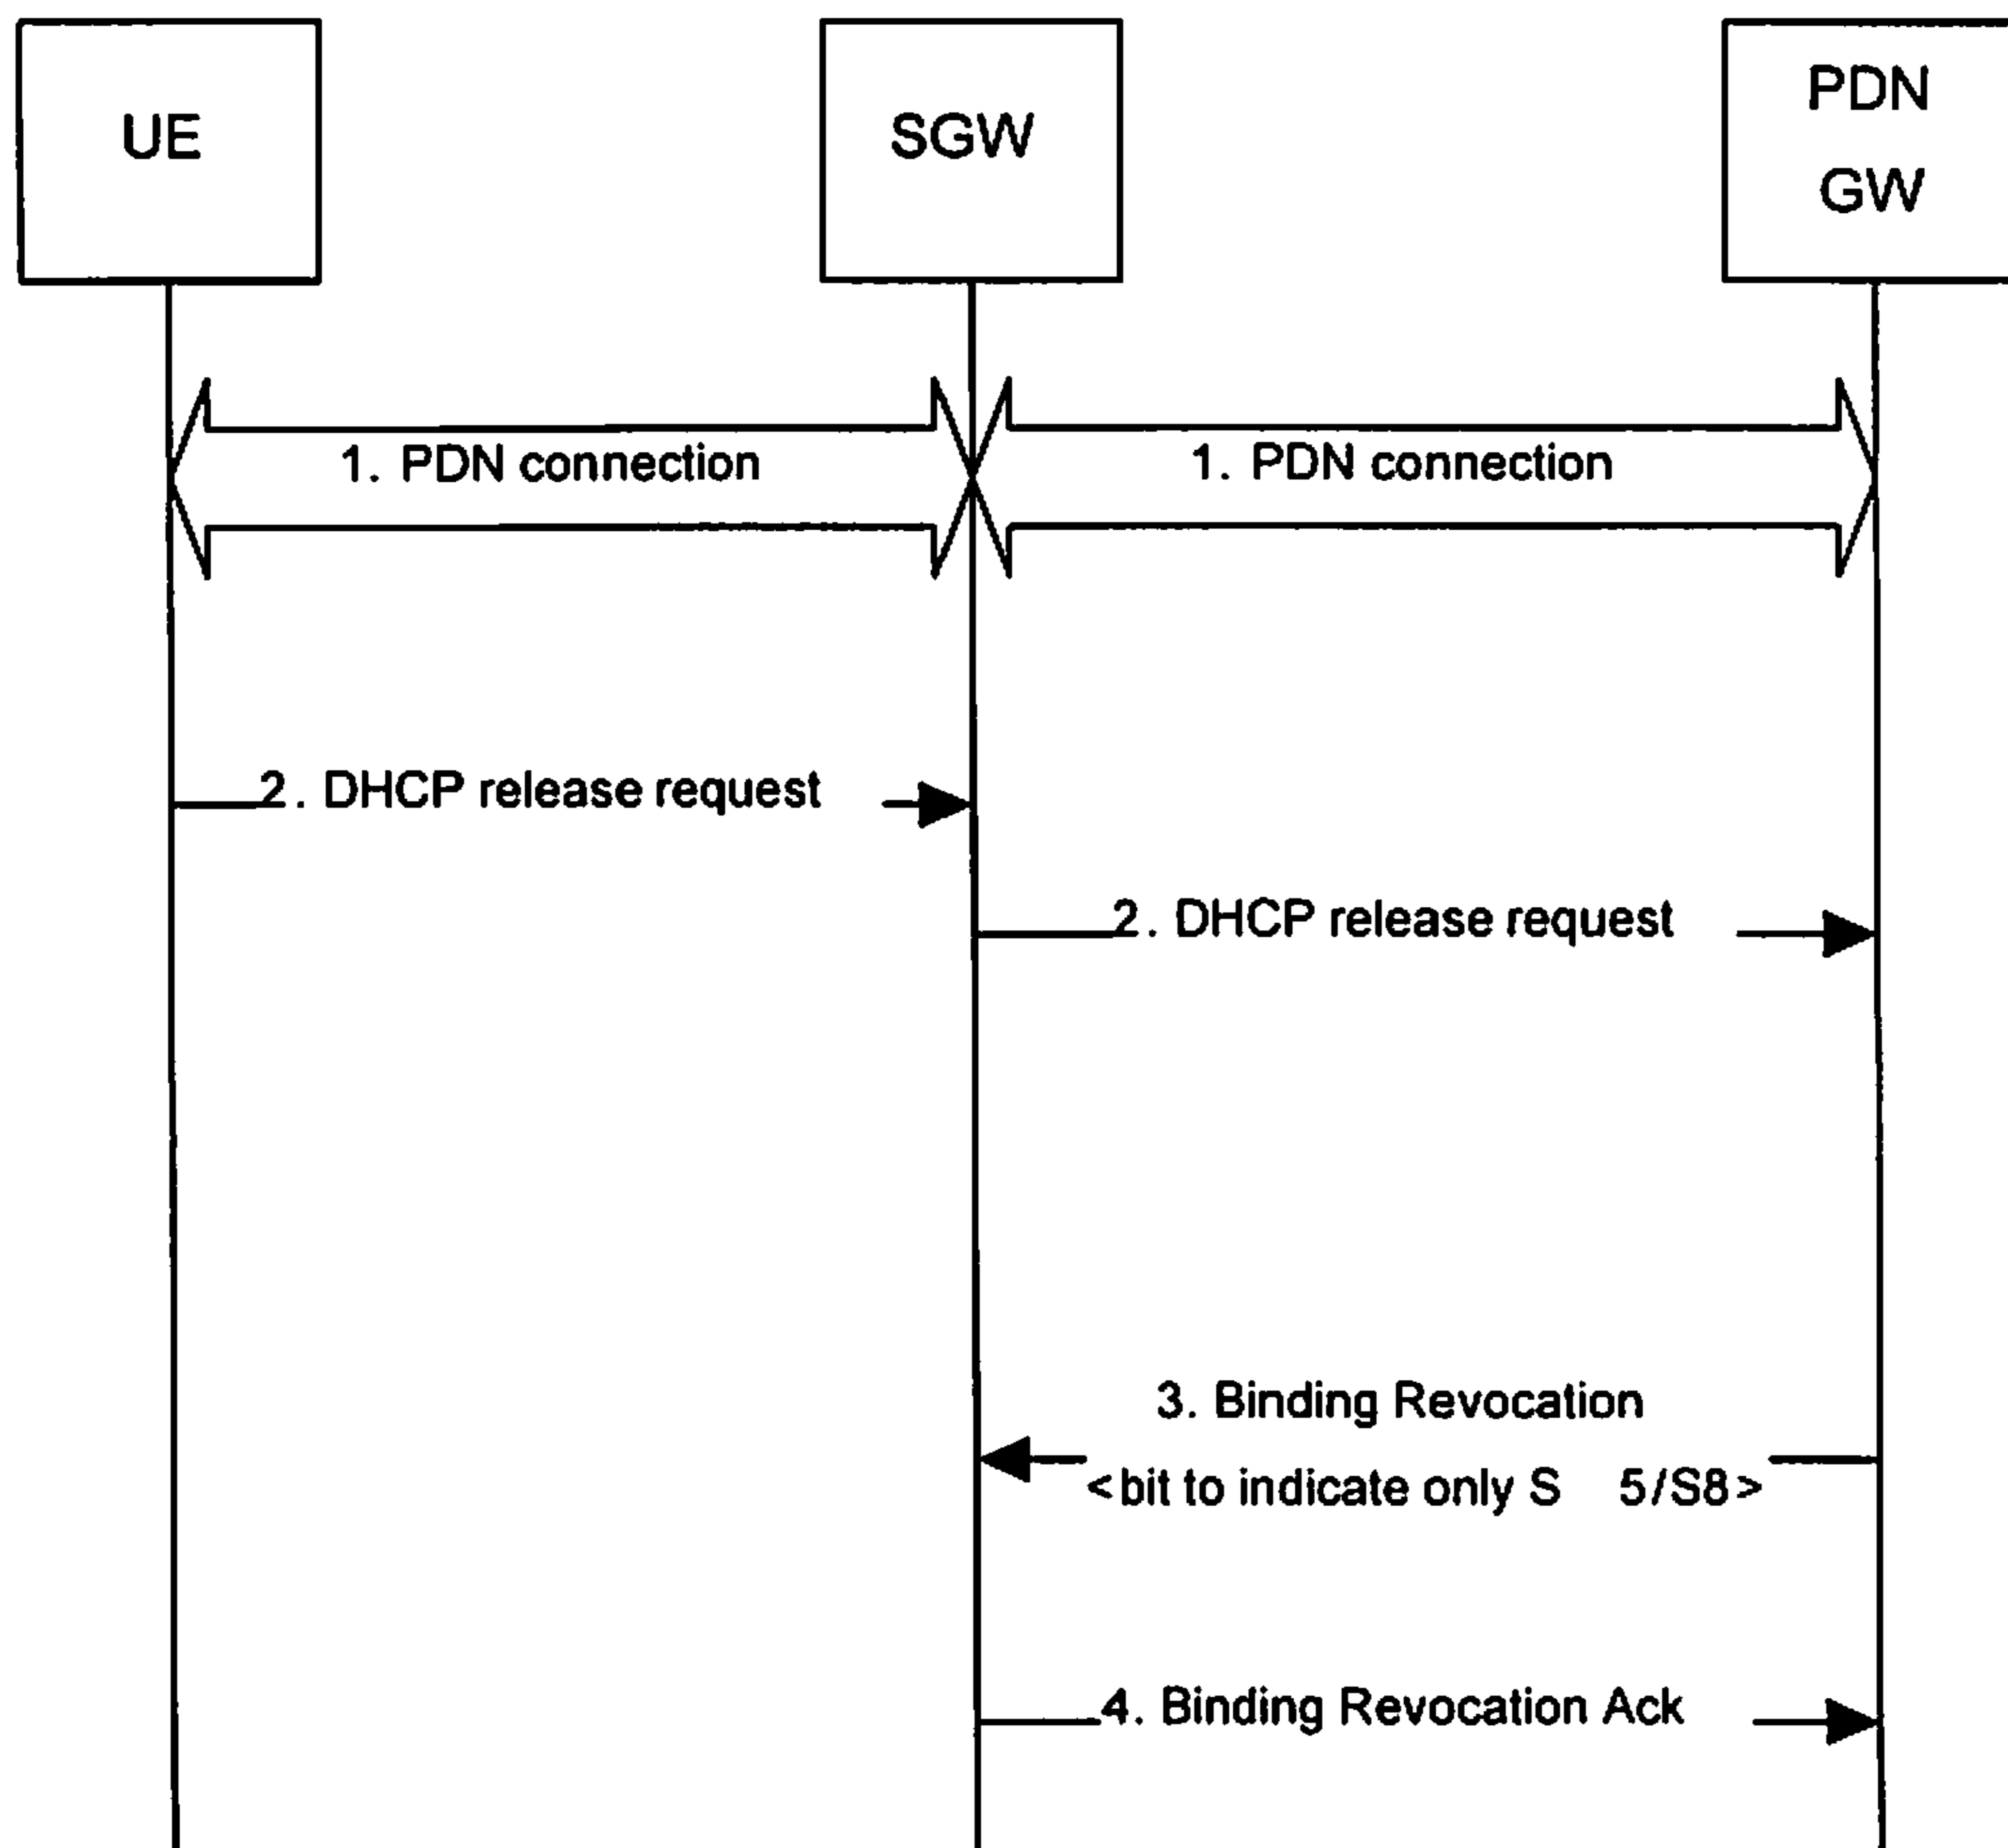 UE
SGW
PDN
GW
1. PDN connection
1. PDN connection
2. DHCP release request
2. DHCP release request
3. Binding Revocation
<bit to indicate only S 5/S8>
4. Binding Revocation Ack